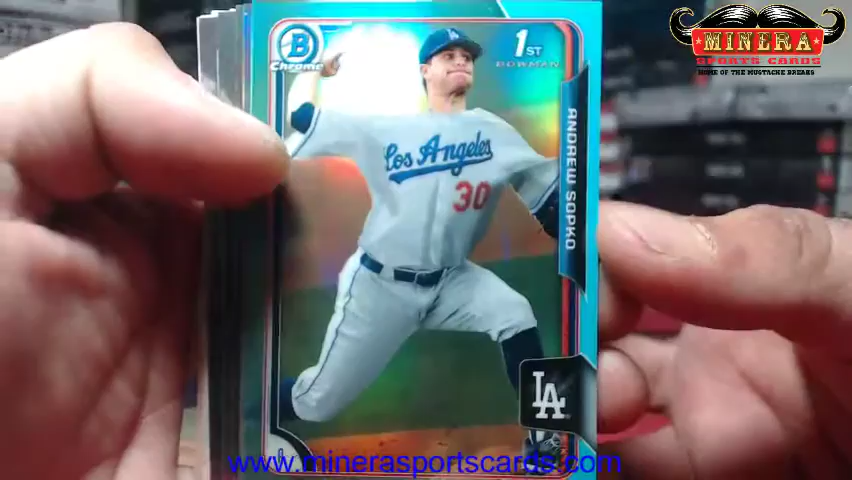 B
Chrome
1ST
BOWMAN
LA
Los Angeles
30
ANDREW SOPKO
LA
MINERA
SPORTS CARDS
HOME OF THE MUSTACHE BREAKS
www.minerasportscards.com